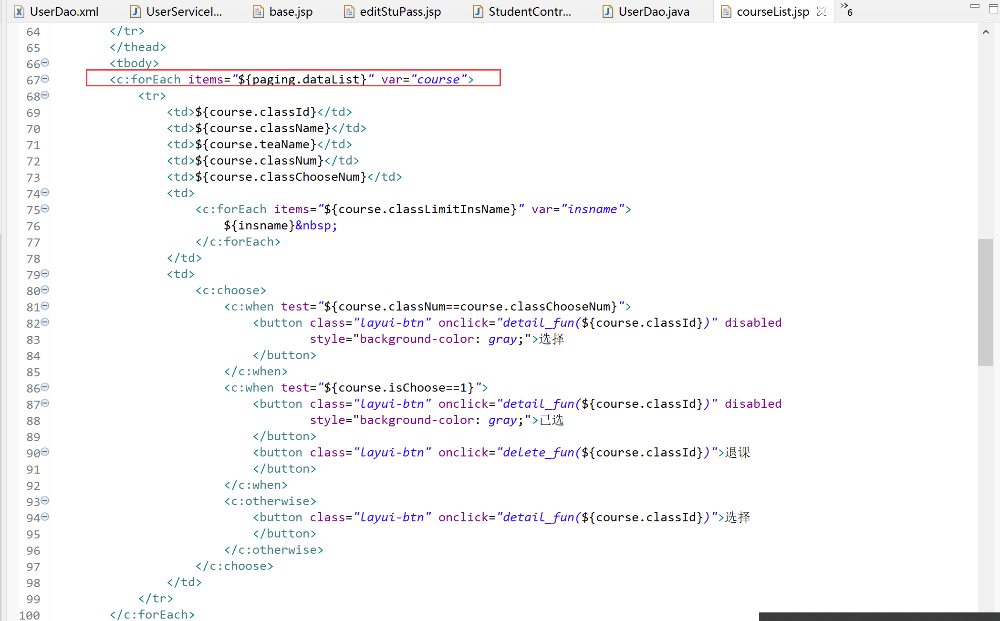 UserDao.xml UserServiceI... base.jsp editStuPass.jsp StudentContr... UserDao.java courseList.jsp 6
64 </tr>
65 </thead>
66 <tbody>
67 <c:forEach items="${paging.dataList}" var="course">
68 <tr>
69 <td>${course.classId}</td>
70 <td>${course.className}</td>
71 <td>${course.teaName}</td>
72 <td>${course.classNum}</td>
73 <td>${course.classChooseNum}</td>
74 <td>
75 <c:forEach items="${course.classLimitInsName}" var="insname">
76 ${insname}&nbsp;
77 </c:forEach>
78 </td>
79 <td>
80 <c:choose>
81 <c:when test="${course.classNum==course.classChooseNum}">
82 <button class="layui-btn" onclick="detail_fun(${course.classId})" disabled
83 style="background-color: gray;">选择
84 </button>
85 </c:when>
86 <c:when test="${course.isChoose==1}">
87 <button class="layui-btn" onclick="detail_fun(${course.classId})" disabled
88 style="background-color: gray;">已选
89 </button>
90 <button class="layui-btn" onclick="delete_fun(${course.classId})">退课
91 </button>
92 </c:when>
93 <c:otherwise>
94 <button class="layui-btn" onclick="detail_fun(${course.classId})">选择
95 </button>
96 </c:otherwise>
97 </c:choose>
98 </td>
99 </tr>
100 </c:forEach>